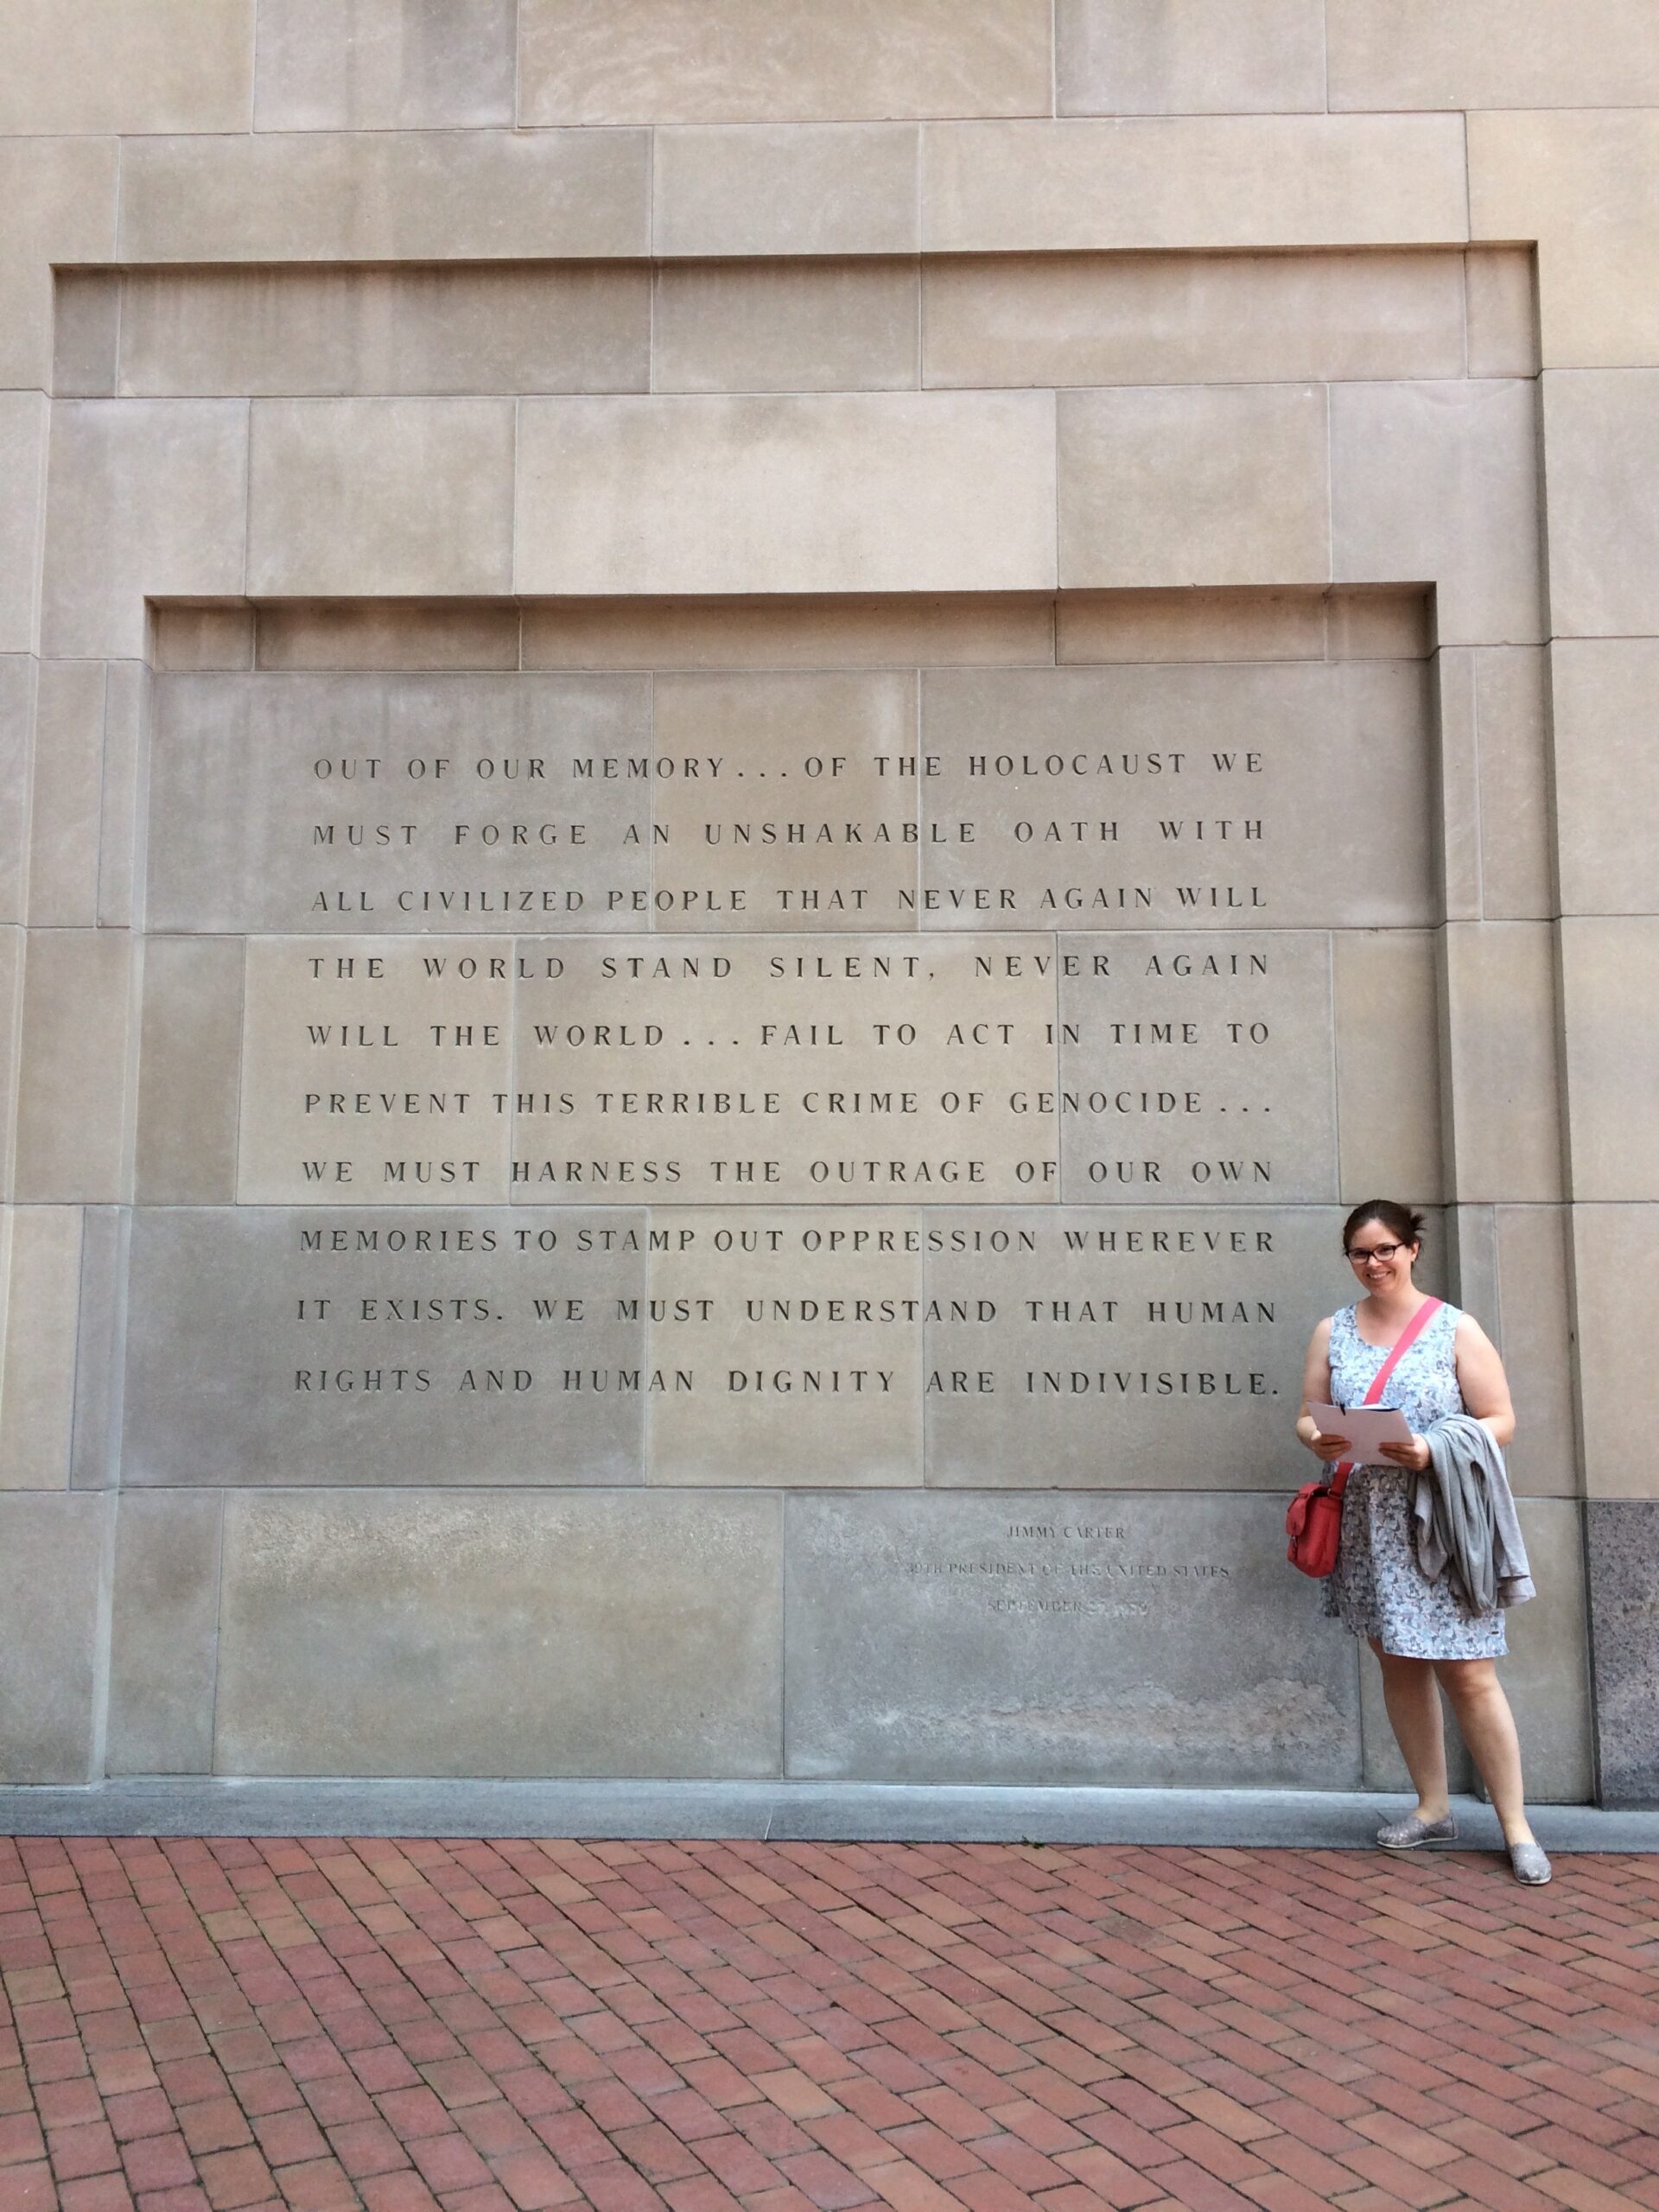 OUT OF OUR MEMORY... OF THE HOLOCAUST WE
MUST FORGE AN UNSHAKABLE OATH WITH
ALL CIVILIZED PEOPLE THAT NEVER AGAIN WILL
THE WORLD STAND SILENT, NEVER AGAIN
WILL THE WORLD... FAIL TO ACT IN TIME TO
PREVENT THIS TERRIBLE CRIME OF GENOCIDE...
WE MUST HARNESS THE OUTRAGE OF OUR OWN
MEMORIES TO STAMP OUT OPPRESSION WHEREVER
IT EXISTS. WE MUST UNDERSTAND THAT HUMAN
RIGHTS AND HUMAN DIGNITY ARE INDIVISIBLE.
JIMMY CARTER
39TH PRESIDENT OF THE UNITED STATES
SEPTEMBER